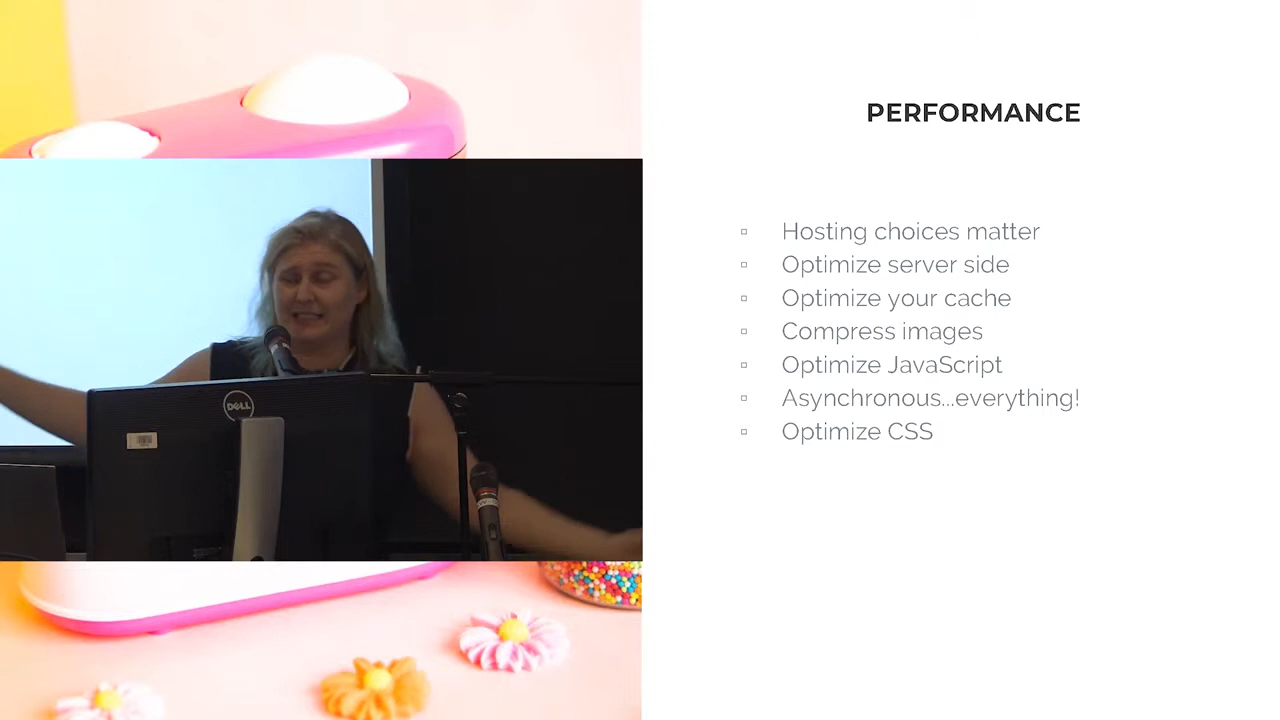 PERFORMANCE
Hosting choices matter
Optimize server side
Optimize your cache
Compress images
Optimize JavaScript
Asynchronous...everything!
Optimize CSS
DELL